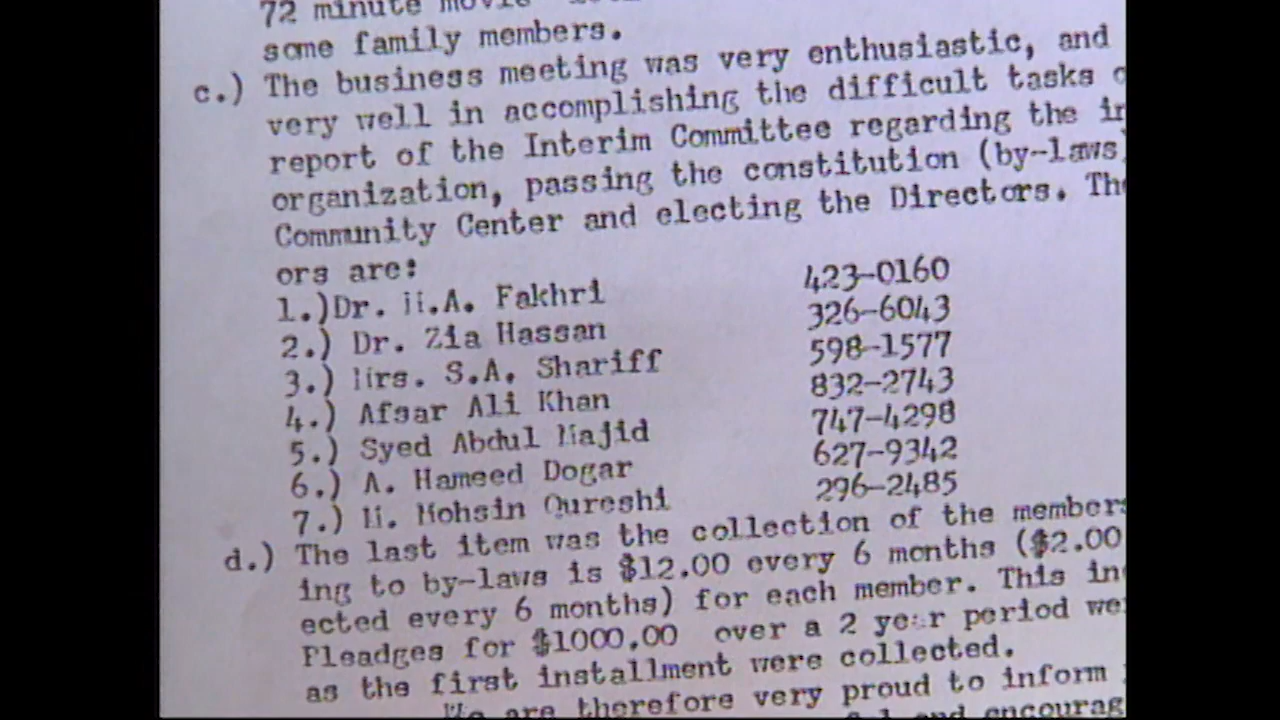 72 minute movie
some family members.
c.) The business meeting was very enthusiastic, and
very well in accomplishing the difficult tasks
report of the Interim Committee regarding the
organization, passing the constitution (by-laws
Community Center and electing the Directors. The
ors are:
1.)Dr. H.A. Fakhri 423-0160
2.) Dr. Zia Hassan 326-6043
3.) Mrs. S.A. Shariff 598-1577
4.) Afsar Ali Khan 832-2743
5.) Syed Abdul Majid 747-4298
6.) A. Hameed Dogar 627-9342
7.) M. Mohsin Qureshi 296-2485
d.) The last item was the collection of the members
ing to by-laws is $12.00 every 6 months ($2.00
ected every 6 months) for each member. This
Pleadges for $1000.00 over a 2 year period
as the first installment were collected.
We are therefore very proud to inform
and encourag